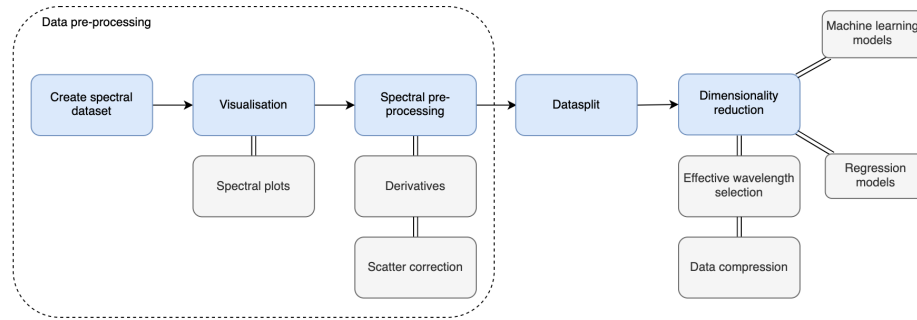 Data pre-processing
Create spectral
dataset
Visualisation
Spectral pre-
processing
Datasplit
Dimensionality
reduction
Machine learning
models
Regression
models
Spectral plots
Derivatives
Scatter correction
Effective wavelength
selection
Data compression